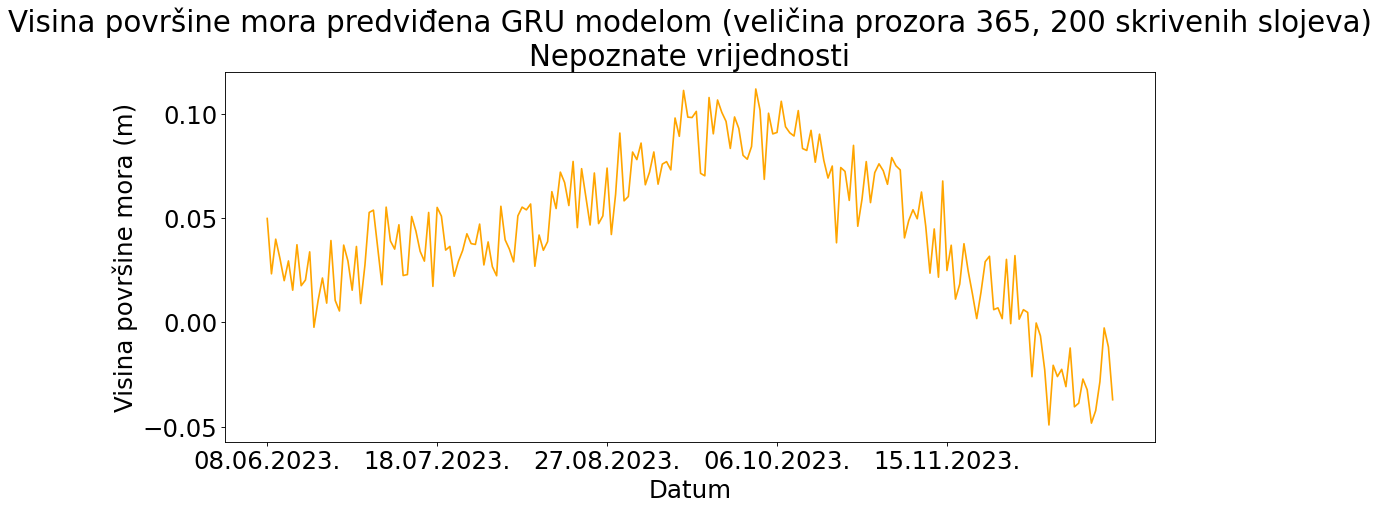 Visina površine mora predviđena GRU modelom (veličina prozora 365, 200 skrivenih slojeva)
Nepoznate vrijednosti
Visina površine mora (m)
0.10
0.05
0.00
−0.05
08.06.2023. 18.07.2023. 27.08.2023. 06.10.2023. 15.11.2023.
Datum